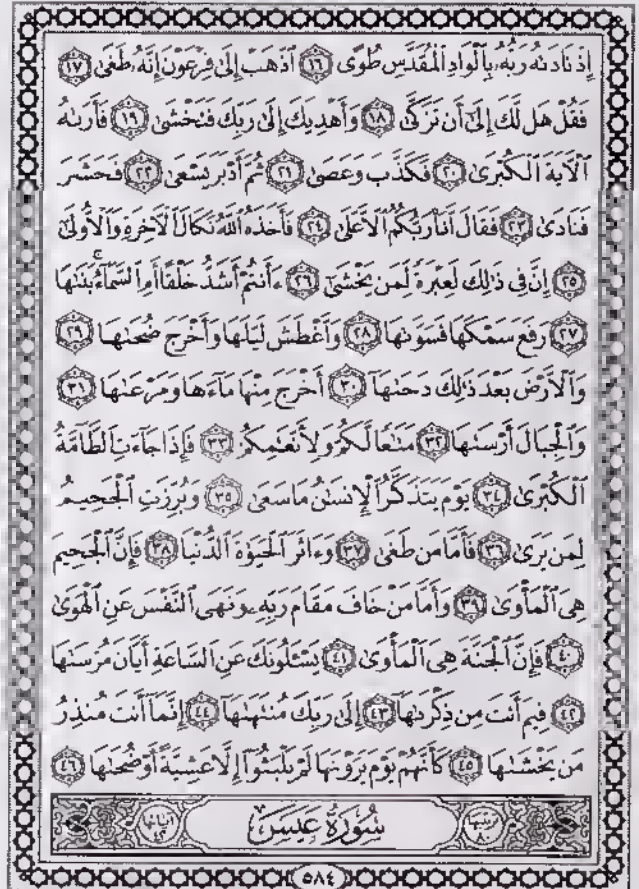 إِذْ نَادَىٰهُ رَبُّهُۥ بِٱلْوَادِ ٱلْمُقَدَّسِ طُوًى ١٦ ٱذْهَبْ إِلَىٰ فِرْعَوْنَ إِنَّهُۥ طَغَىٰ ١٧
فَقُلْ هَل لَّكَ إِلَىٰٓ أَن تَزَكَّىٰ ١٨ وَأَهْدِيَكَ إِلَىٰ رَبِّكَ فَتَخْشَىٰ ١٩ فَأَرَىٰهُ
ٱلْـَٔايَةَ ٱلْكُبْرَىٰ ٢٠ فَكَذَّبَ وَعَصَىٰ ٢١ ثُمَّ أَدْبَرَ يَسْعَىٰ ٢٢ فَحَشَرَ
فَنَادَىٰ ٢٣ فَقَالَ أَنَا۠ رَبُّكُمُ ٱلْأَعْلَىٰ ٢٤ فَأَخَذَهُ ٱللَّهُ نَكَالَ ٱلْـَٔاخِرَةِ وَٱلْأُولَىٰٓ
٢٥ إِنَّ فِى ذَٰلِكَ لَعِبْرَةً لِّمَن يَخْشَىٰٓ ٢٦ ءَأَنتُمْ أَشَدُّ خَلْقًا أَمِ ٱلسَّمَآءُ ۚ بَنَىٰهَا
٢٧ رَفَعَ سَمْكَهَا فَسَوَّىٰهَا ٢٨ وَأَغْطَشَ لَيْلَهَا وَأَخْرَجَ ضُحَىٰهَا ٢٩
وَٱلْأَرْضَ بَعْدَ ذَٰلِكَ دَحَىٰهَآ ٣٠ أَخْرَجَ مِنْهَا مَآءَهَا وَمَرْعَىٰهَا ٣١
وَٱلْجِبَالَ أَرْسَىٰهَا ٣٢ مَتَٰعًا لَّكُمْ وَلِأَنْعَٰمِكُمْ ٣٣ فَإِذَا جَآءَتِ ٱلطَّآمَّةُ
ٱلْكُبْرَىٰ ٣٤ يَوْمَ يَتَذَكَّرُ ٱلْإِنسَٰنُ مَا سَعَىٰ ٣٥ وَبُرِّزَتِ ٱلْجَحِيمُ
لِمَن يَرَىٰ ٣٦ فَأَمَّا مَن طَغَىٰ ٣٧ وَءَاثَرَ ٱلْحَيَوٰةَ ٱلدُّنْيَا ٣٨ فَإِنَّ ٱلْجَحِيمَ
هِىَ ٱلْمَأْوَىٰ ٣٩ وَأَمَّا مَنْ خَافَ مَقَامَ رَبِّهِۦ وَنَهَى ٱلنَّفْسَ عَنِ ٱلْهَوَىٰ
٤٠ فَإِنَّ ٱلْجَنَّةَ هِىَ ٱلْمَأْوَىٰ ٤١ يَسْـَٔلُونَكَ عَنِ ٱلسَّاعَةِ أَيَّانَ مُرْسَىٰهَا
٤٢ فِيمَ أَنتَ مِن ذِكْرَىٰهَآ ٤٣ إِلَىٰ رَبِّكَ مُنتَهَىٰهَآ ٤٤ إِنَّمَآ أَنتَ مُنذِرُ
مَن يَخْشَىٰهَا ٤٥ كَأَنَّهُمْ يَوْمَ يَرَوْنَهَا لَمْ يَلْبَثُوٓا۟ إِلَّا عَشِيَّةً أَوْ ضُحَىٰهَا ٤٦
ترتيبها ٨٠ سُورَةُ عَبَسَ آياتها ٤٢
٥٨٤